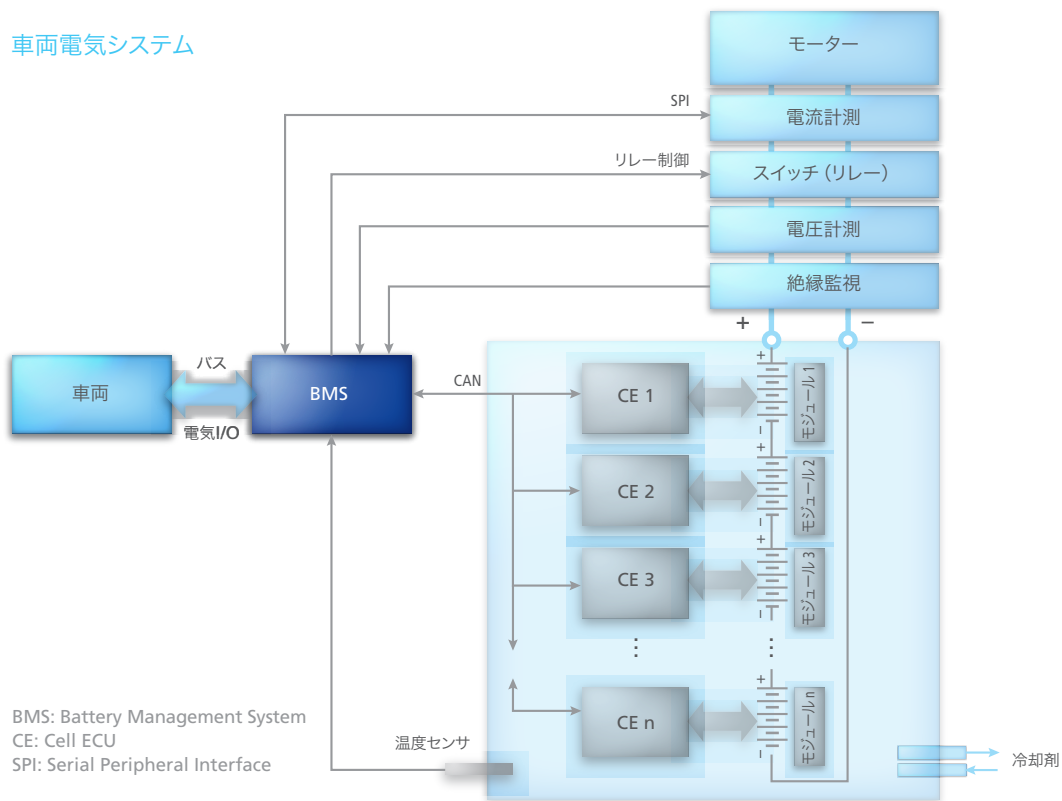 車両電気システム
モーター
SPI
電流計測
リレー制御
スイッチ（リレー）
電圧計測
絶縁監視
+ −
車両
バス
電気I/O
BMS
CAN
CE 1
+
−
モジュール1
CE 2
+
−
モジュール2
CE 3
+
−
モジュール3
⋮ ⋮
CE n
+
−
モジュールn
BMS: Battery Management System
CE: Cell ECU
SPI: Serial Peripheral Interface
温度センサ
冷却剤